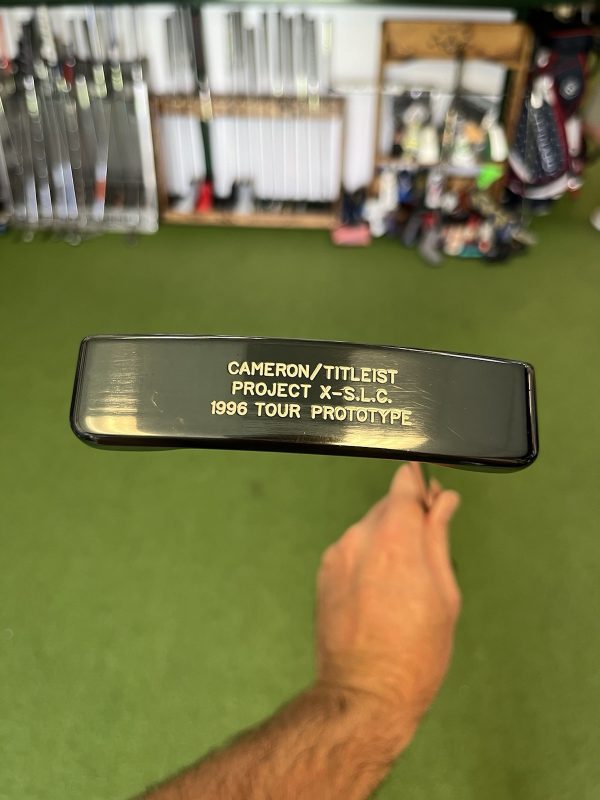 CAMERON/TITLEIST
PROJECT X-S.L.C.
1996 TOUR PROTOTYPE